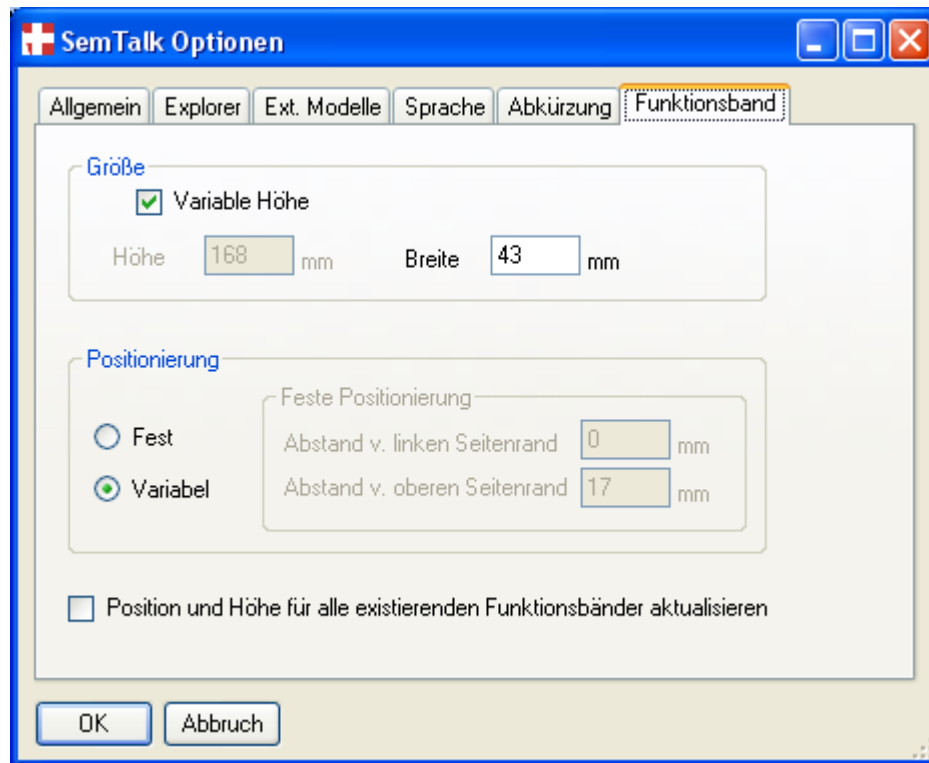 SemTalk Optionen
Allgemein Explorer Ext. Modelle Sprache Abkürzung Funktionsband
Größe
Variable Höhe
Höhe 168 mm Breite 43 mm
Positionierung
Feste Positionierung
Fest
Abstand v. linken Seitenrand 0 mm
Variabel
Abstand v. oberen Seitenrand 17 mm
Position und Höhe für alle existierenden Funktionsbänder aktualisieren
OK Abbruch